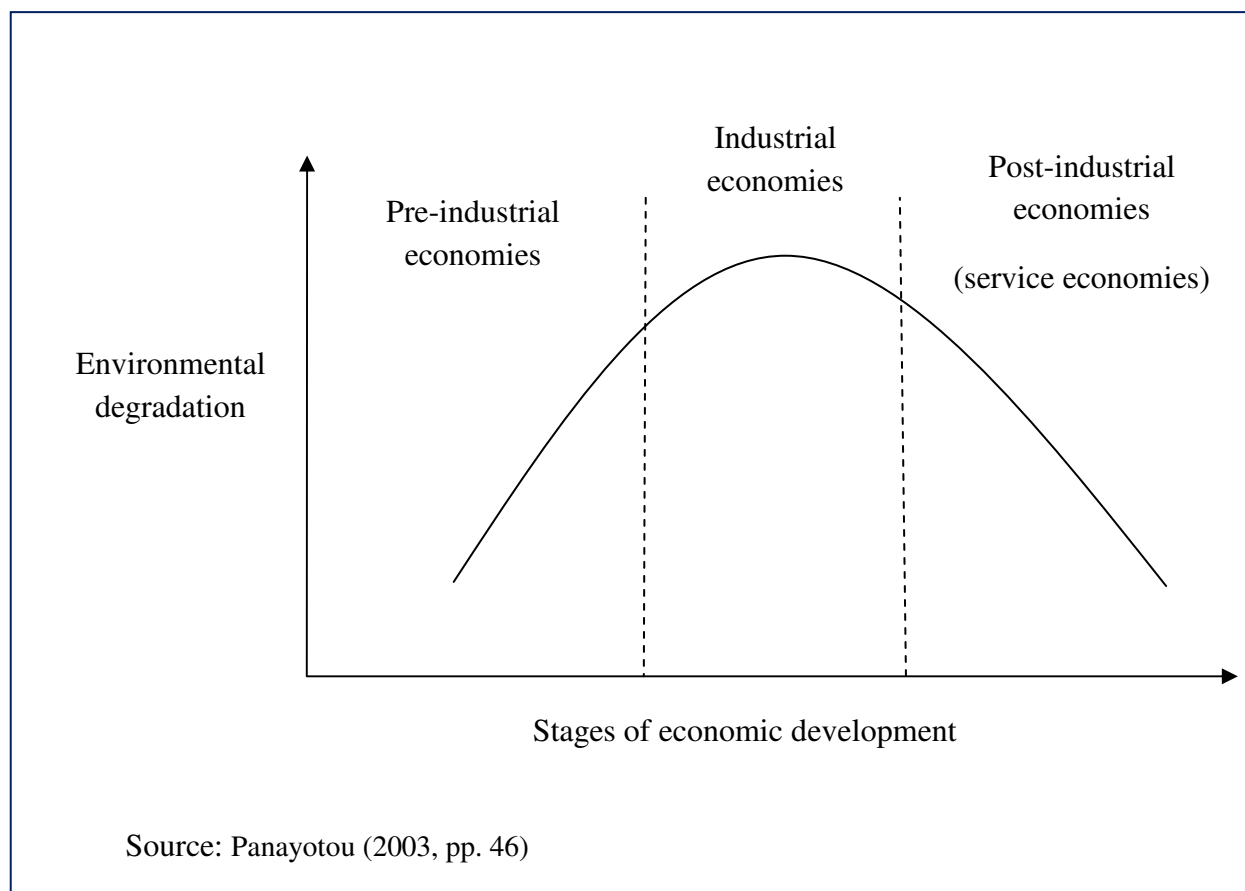 Industrial
economies
Post-industrial
economies
(service economies)
Pre-industrial
economies
Environmental
degradation
Stages of economic development
Source: Panayotou (2003, pp. 46)